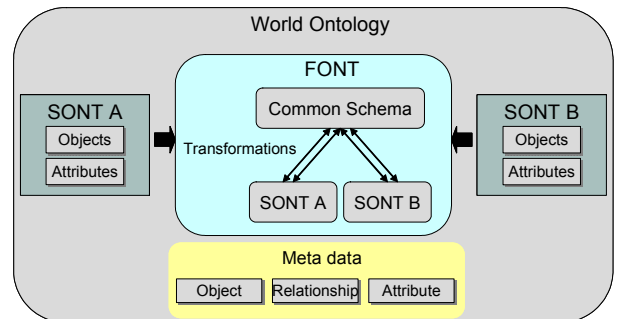 World Ontology
FONT
SONT A
Objects
Attributes
Common Schema
Transformations
SONT A
SONT B
SONT B
Objects
Attributes
Meta data
Object
Relationship
Attribute